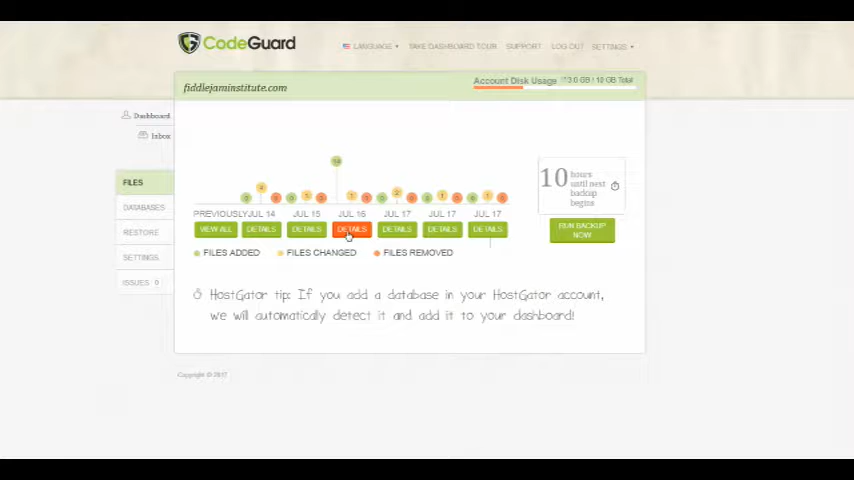 CodeGuard
LANGUAGE TAKE DASHBOARD TOUR SUPPORT LOG OUT SETTINGS
fiddlejaminstitute.com
Account Disk Usage
Dashboard
Inbox
FILES
DATABASES
RESTORE
SETTINGS
ISSUES 0
PREVIOUSLY JUL 14 JUL 15 JUL 16 JUL 17 JUL 17 JUL 17
VIEW ALL DETAILS DETAILS DETAILS DETAILS DETAILS DETAILS
FILES ADDED FILES CHANGED FILES REMOVED
10 hours
until next
backup
begins
RUN BACKUP
NOW
HostGator tip: If you add a database in your HostGator account,
we will automatically detect it and add it to your dashboard!
Copyright © 2017